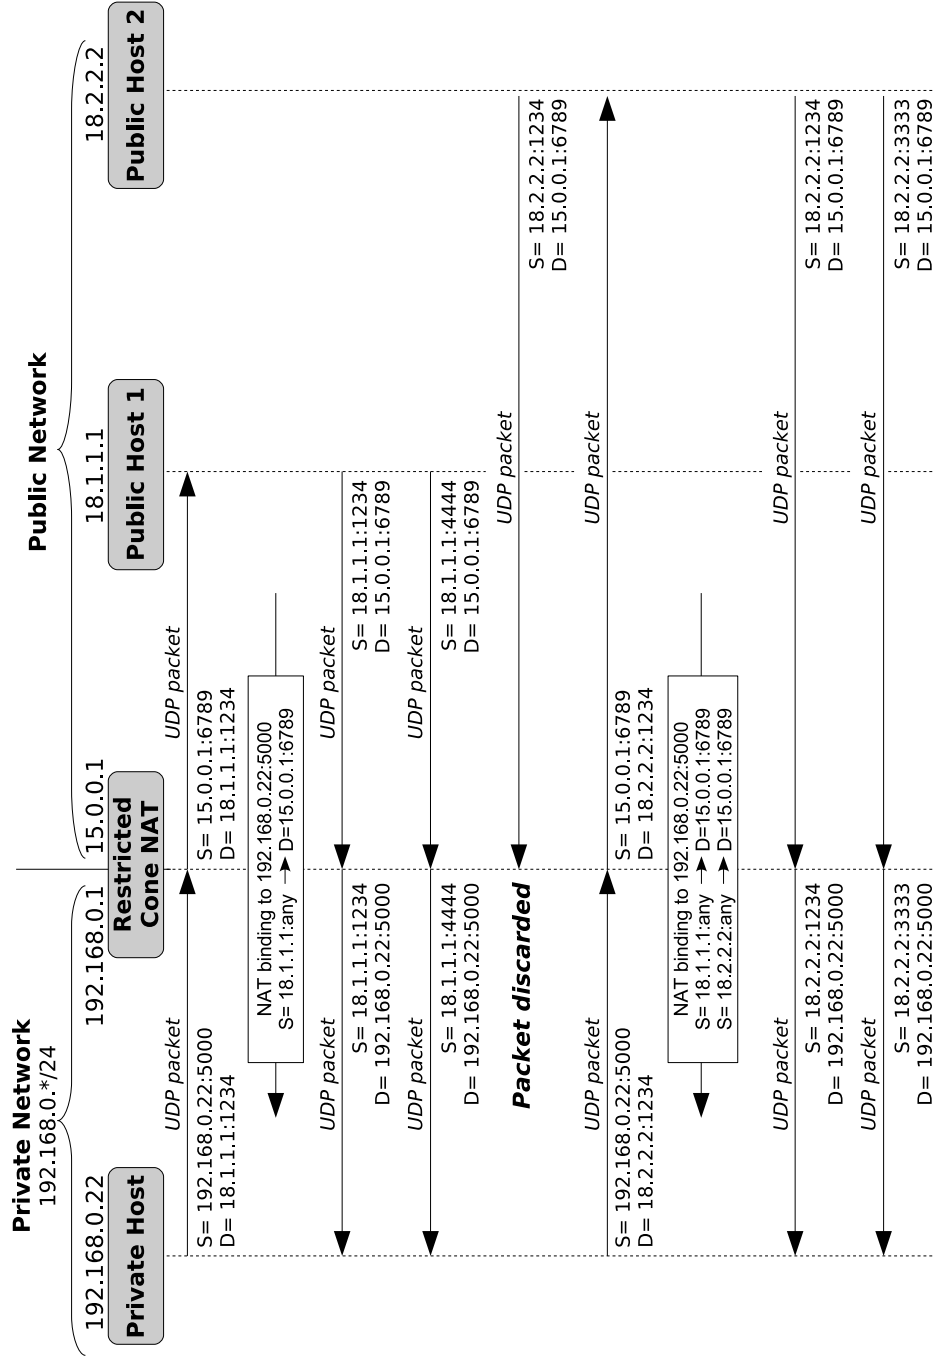 Private Network
192.168.0.*/24
Public Network
192.168.0.22
192.168.0.1
15.0.0.1
18.1.1.1
18.2.2.2
Private Host
Restricted
Cone NAT
Public Host 1
Public Host 2
UDP packet
UDP packet
S= 192.168.0.22:5000
D= 18.1.1.1:1234
S= 15.0.0.1:6789
D= 18.1.1.1:1234
NAT binding to 192.168.0.22:5000
S= 18.1.1.1:any D=15.0.0.1:6789
UDP packet
UDP packet
S= 18.1.1.1:1234
D= 192.168.0.22:5000
S= 18.1.1.1:1234
D= 15.0.0.1:6789
UDP packet
UDP packet
S= 18.1.1.1:4444
D= 192.168.0.22:5000
S= 18.1.1.1:4444
D= 15.0.0.1:6789
UDP packet
Packet discarded
S= 18.2.2.2:1234
D= 15.0.0.1:6789
UDP packet
UDP packet
S= 192.168.0.22:5000
D= 18.2.2.2:1234
S= 15.0.0.1:6789
D= 18.2.2.2:1234
NAT binding to 192.168.0.22:5000
S= 18.1.1.1:any D=15.0.0.1:6789
S= 18.2.2.2:any D=15.0.0.1:6789
UDP packet
UDP packet
S= 18.2.2.2:1234
D= 192.168.0.22:5000
S= 18.2.2.2:1234
D= 15.0.0.1:6789
UDP packet
UDP packet
S= 18.2.2.2:3333
D= 192.168.0.22:5000
S= 18.2.2.2:3333
D= 15.0.0.1:6789